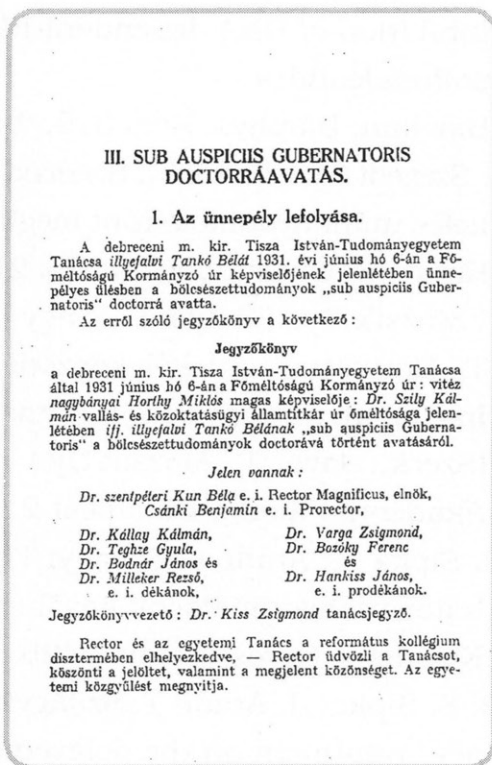 III. SUB AUSPICIIS GUBERNATORIS
DOCTORRÁAVATÁS.
1. Az ünnepély lefolyása.
A debreceni m. kir. Tisza István-Tudományegyetem
Tanácsa illyefalvi Tankó Bélát 1931. évi június hó 6-án a Fő-
méltóságú Kormányzó úr képviselőjének jelenlétében ünne-
pélyes ülésben a bölcsészettudományok „sub auspiciis Guber-
natoris" doctorrá avatta.
Az erről szóló jegyzőkönyv a következő:
Jegyzőkönyv
a debreceni m. kir. Tisza István-Tudományegyetem Tanácsa
által 1931 június hó 6-án a Főméltóságú Kormányzó úr: vitéz
nagybányai Horthy Miklós magas képviselője: Dr. Szily Kál-
mán vallás- és közoktatásügyi államtitkár úr őméltósága jelen-
létében ifj. illyefalvi Tankó Bélának „sub auspiciis Guberna-
toris" a bölcsészettudományok doctorává történt avatásáról.
Jelen vannak:
Dr. szentpéteri Kun Béla e. i. Rector Magnificus, elnök,
Csánki Benjamin e. i. Prorector,
Dr. Kállay Kálmán,
Dr. Teghze Gyula,
Dr. Bodnár János és
Dr. Milleker Rezső,
e. i. dékánok,
Dr. Varga Zsigmond,
Dr. Bozóky Ferenc
és
Dr. Hankiss János,
e. i. prodékánok.
Jegyzőkönyvvezető: Dr. Kiss Zsigmond tanácsjegyző.
Rector és az egyetemi Tanács a református kollégium
dísztermében elhelyezkedve, — Rector üdvözli a Tanácsot,
köszönti a jelöltet, valamint a megjelent közönséget. Az egye-
temi közgyűlést megnyitja.